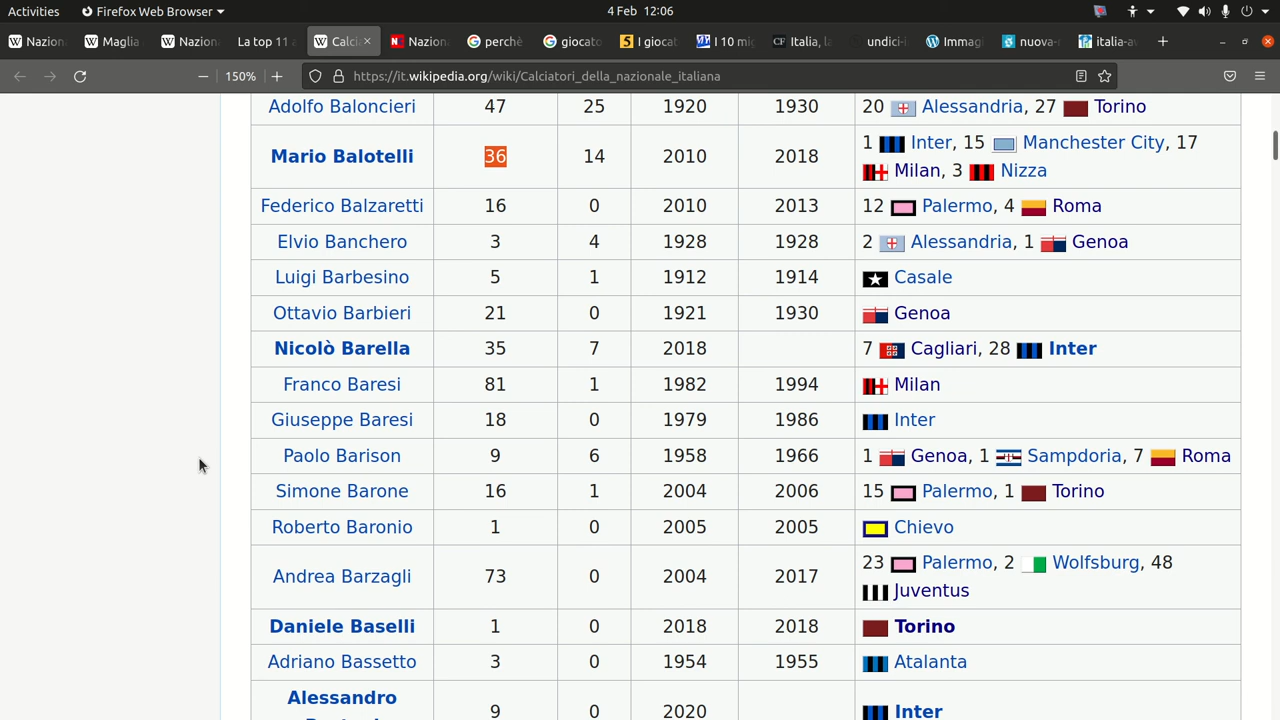 Activities Firefox Web Browser 4 Feb 12:06
Nazion Maglia Nazion La top 11 Calci Nazion perchè giocato I giocat I 10 mi Italia, l undici-i Immagi nuova- italia-a
150% https://it.wikipedia.org/wiki/Calciatori_della_nazionale_italiana
Adolfo Baloncieri 47 25 1920 1930 20 Alessandria, 27 Torino
Mario Balotelli 36 14 2010 2018 1 Inter, 15 Manchester City, 17
Milan, 3 Nizza
Federico Balzaretti 16 0 2010 2013 12 Palermo, 4 Roma
Elvio Banchero 3 4 1928 1928 2 Alessandria, 1 Genoa
Luigi Barbesino 5 1 1912 1914 Casale
Ottavio Barbieri 21 0 1921 1930 Genoa
Nicolò Barella 35 7 2018 7 Cagliari, 28 Inter
Franco Baresi 81 1 1982 1994 Milan
Giuseppe Baresi 18 0 1979 1986 Inter
Paolo Barison 9 6 1958 1966 1 Genoa, 1 Sampdoria, 7 Roma
Simone Barone 16 1 2004 2006 15 Palermo, 1 Torino
Roberto Baronio 1 0 2005 2005 Chievo
Andrea Barzagli 73 0 2004 2017 23 Palermo, 2 Wolfsburg, 48
Juventus
Daniele Baselli 1 0 2018 2018 Torino
Adriano Bassetto 3 0 1954 1955 Atalanta
Alessandro 9 0 2020 Inter